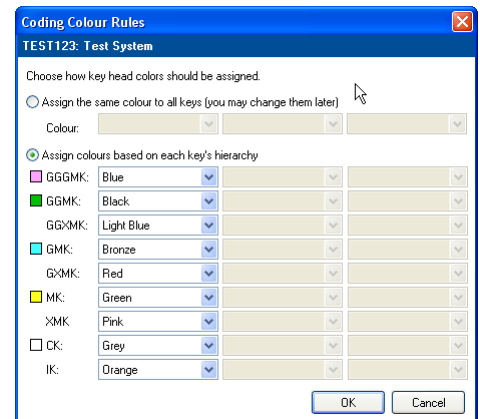 Coding Colour Rules
TEST123: Test System
Choose how key head colors should be assigned.
Assign the same colour to all keys (you may change them later)
Colour:
Assign colours based on each key's hierarchy
GGGMK: Blue
GGMK: Black
GGXMK: Light Blue
GMK: Bronze
GXMK: Red
MK: Green
XMK Pink
CK: Grey
IK: Orange
OK Cancel